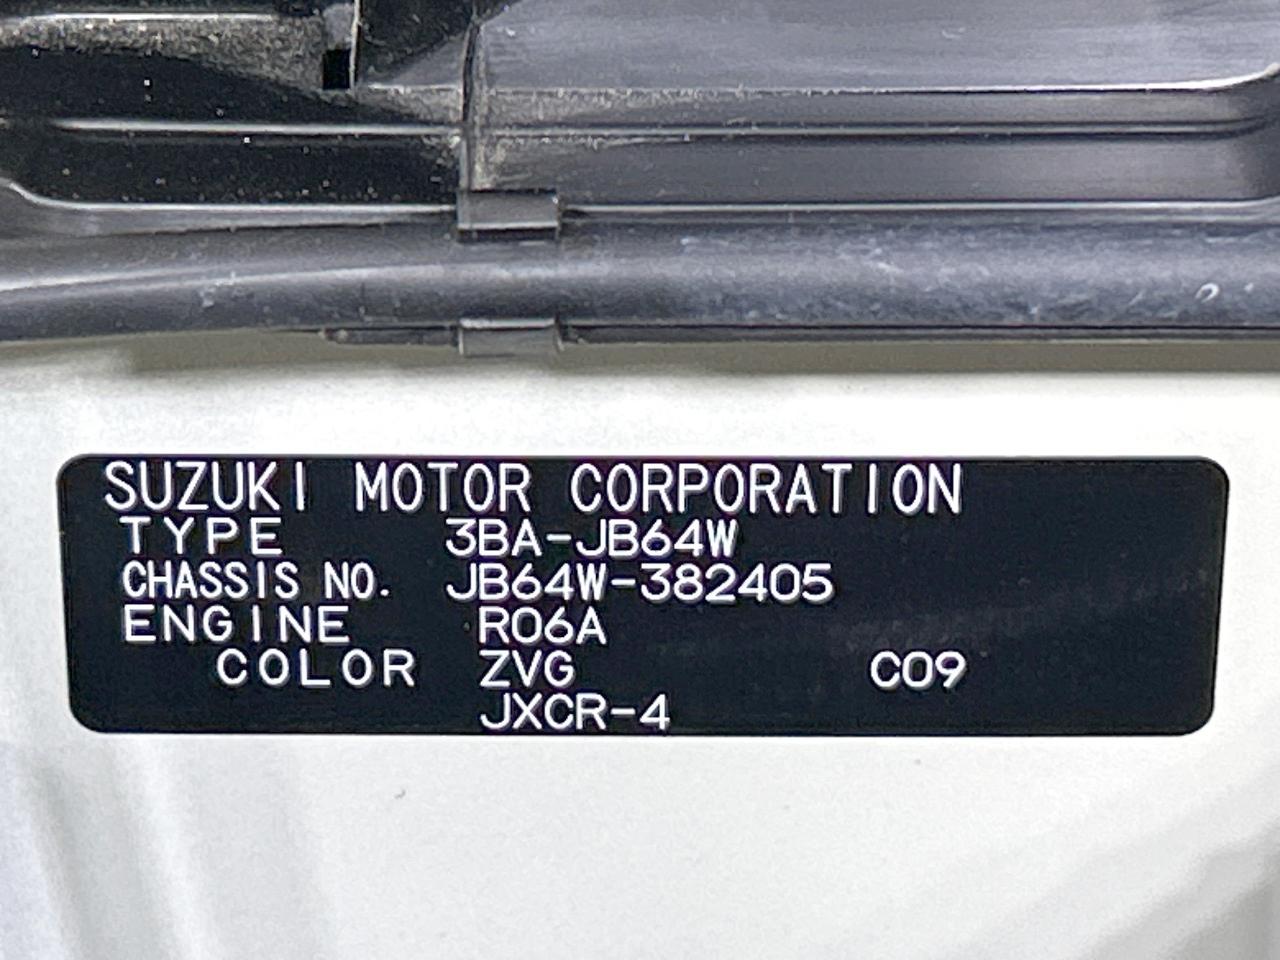 SUZUKI MOTOR CORPORATION
TYPE 3BA-JB64W
CHASSIS NO. JB64W-382405
ENGINE R06A
COLOR ZVG C09
JXCR-4